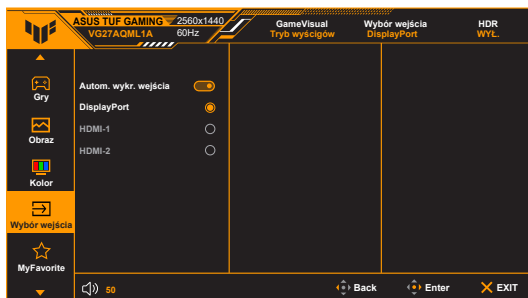 ASUS TUF GAMING 2560x1440
VG27AQML1A 60Hz
GameVisual
Tryb wyścigów
Wybór wejścia
DisplayPort
HDR
WYŁ.
Gry
Obraz
Kolor
Wybór wejścia
MyFavorite
Autom. wykr. wejścia
DisplayPort
HDMI-1
HDMI-2
50
Back
Enter
EXIT